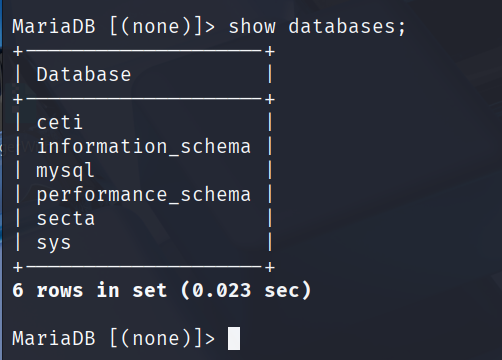 MariaDB [(none)]> show databases;
+--------------------+
| Database           |
+--------------------+
| ceti               |
| information_schema |
| mysql              |
| performance_schema |
| secta              |
| sys                |
+--------------------+
6 rows in set (0.023 sec)
MariaDB [(none)]>